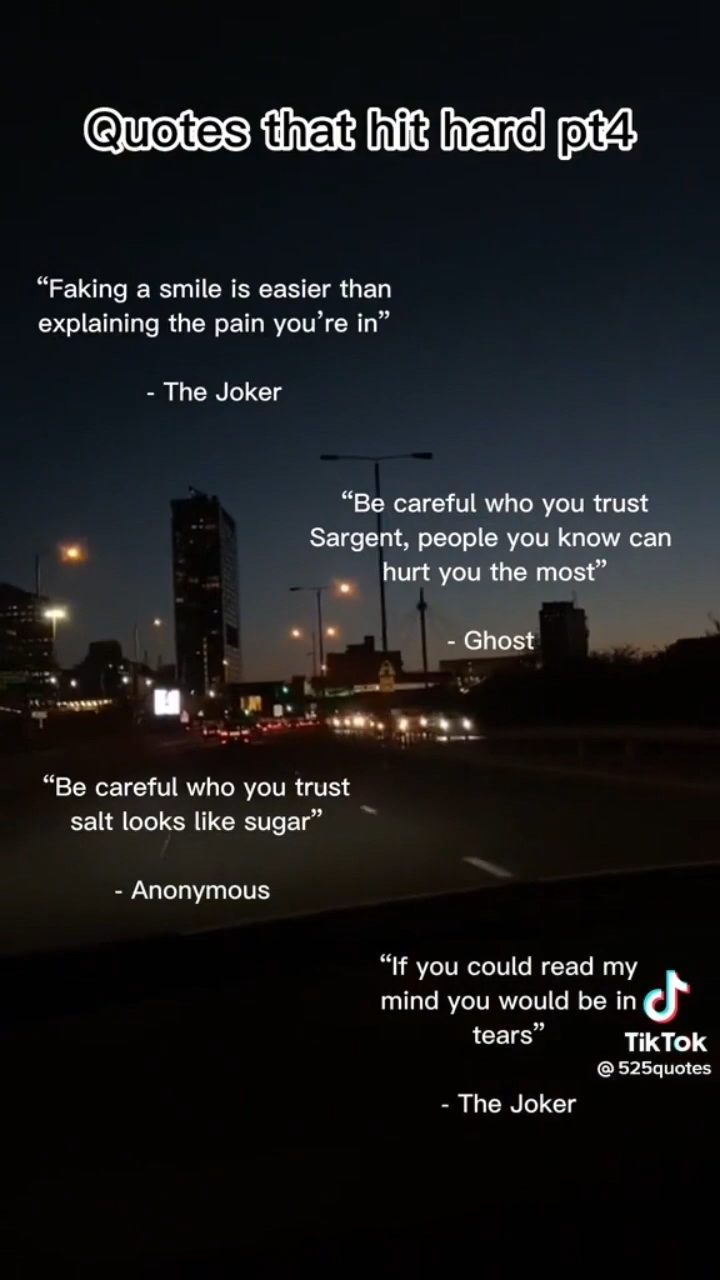 Quotes that hit hard pt4
“Faking a smile is easier than
explaining the pain you’re in”
- The Joker
“Be careful who you trust
Sargent, people you know can
hurt you the most”
- Ghost
“Be careful who you trust
salt looks like sugar”
- Anonymous
“If you could read my
mind you would be in
tears”
- The Joker
TikTok
@ 525quotes